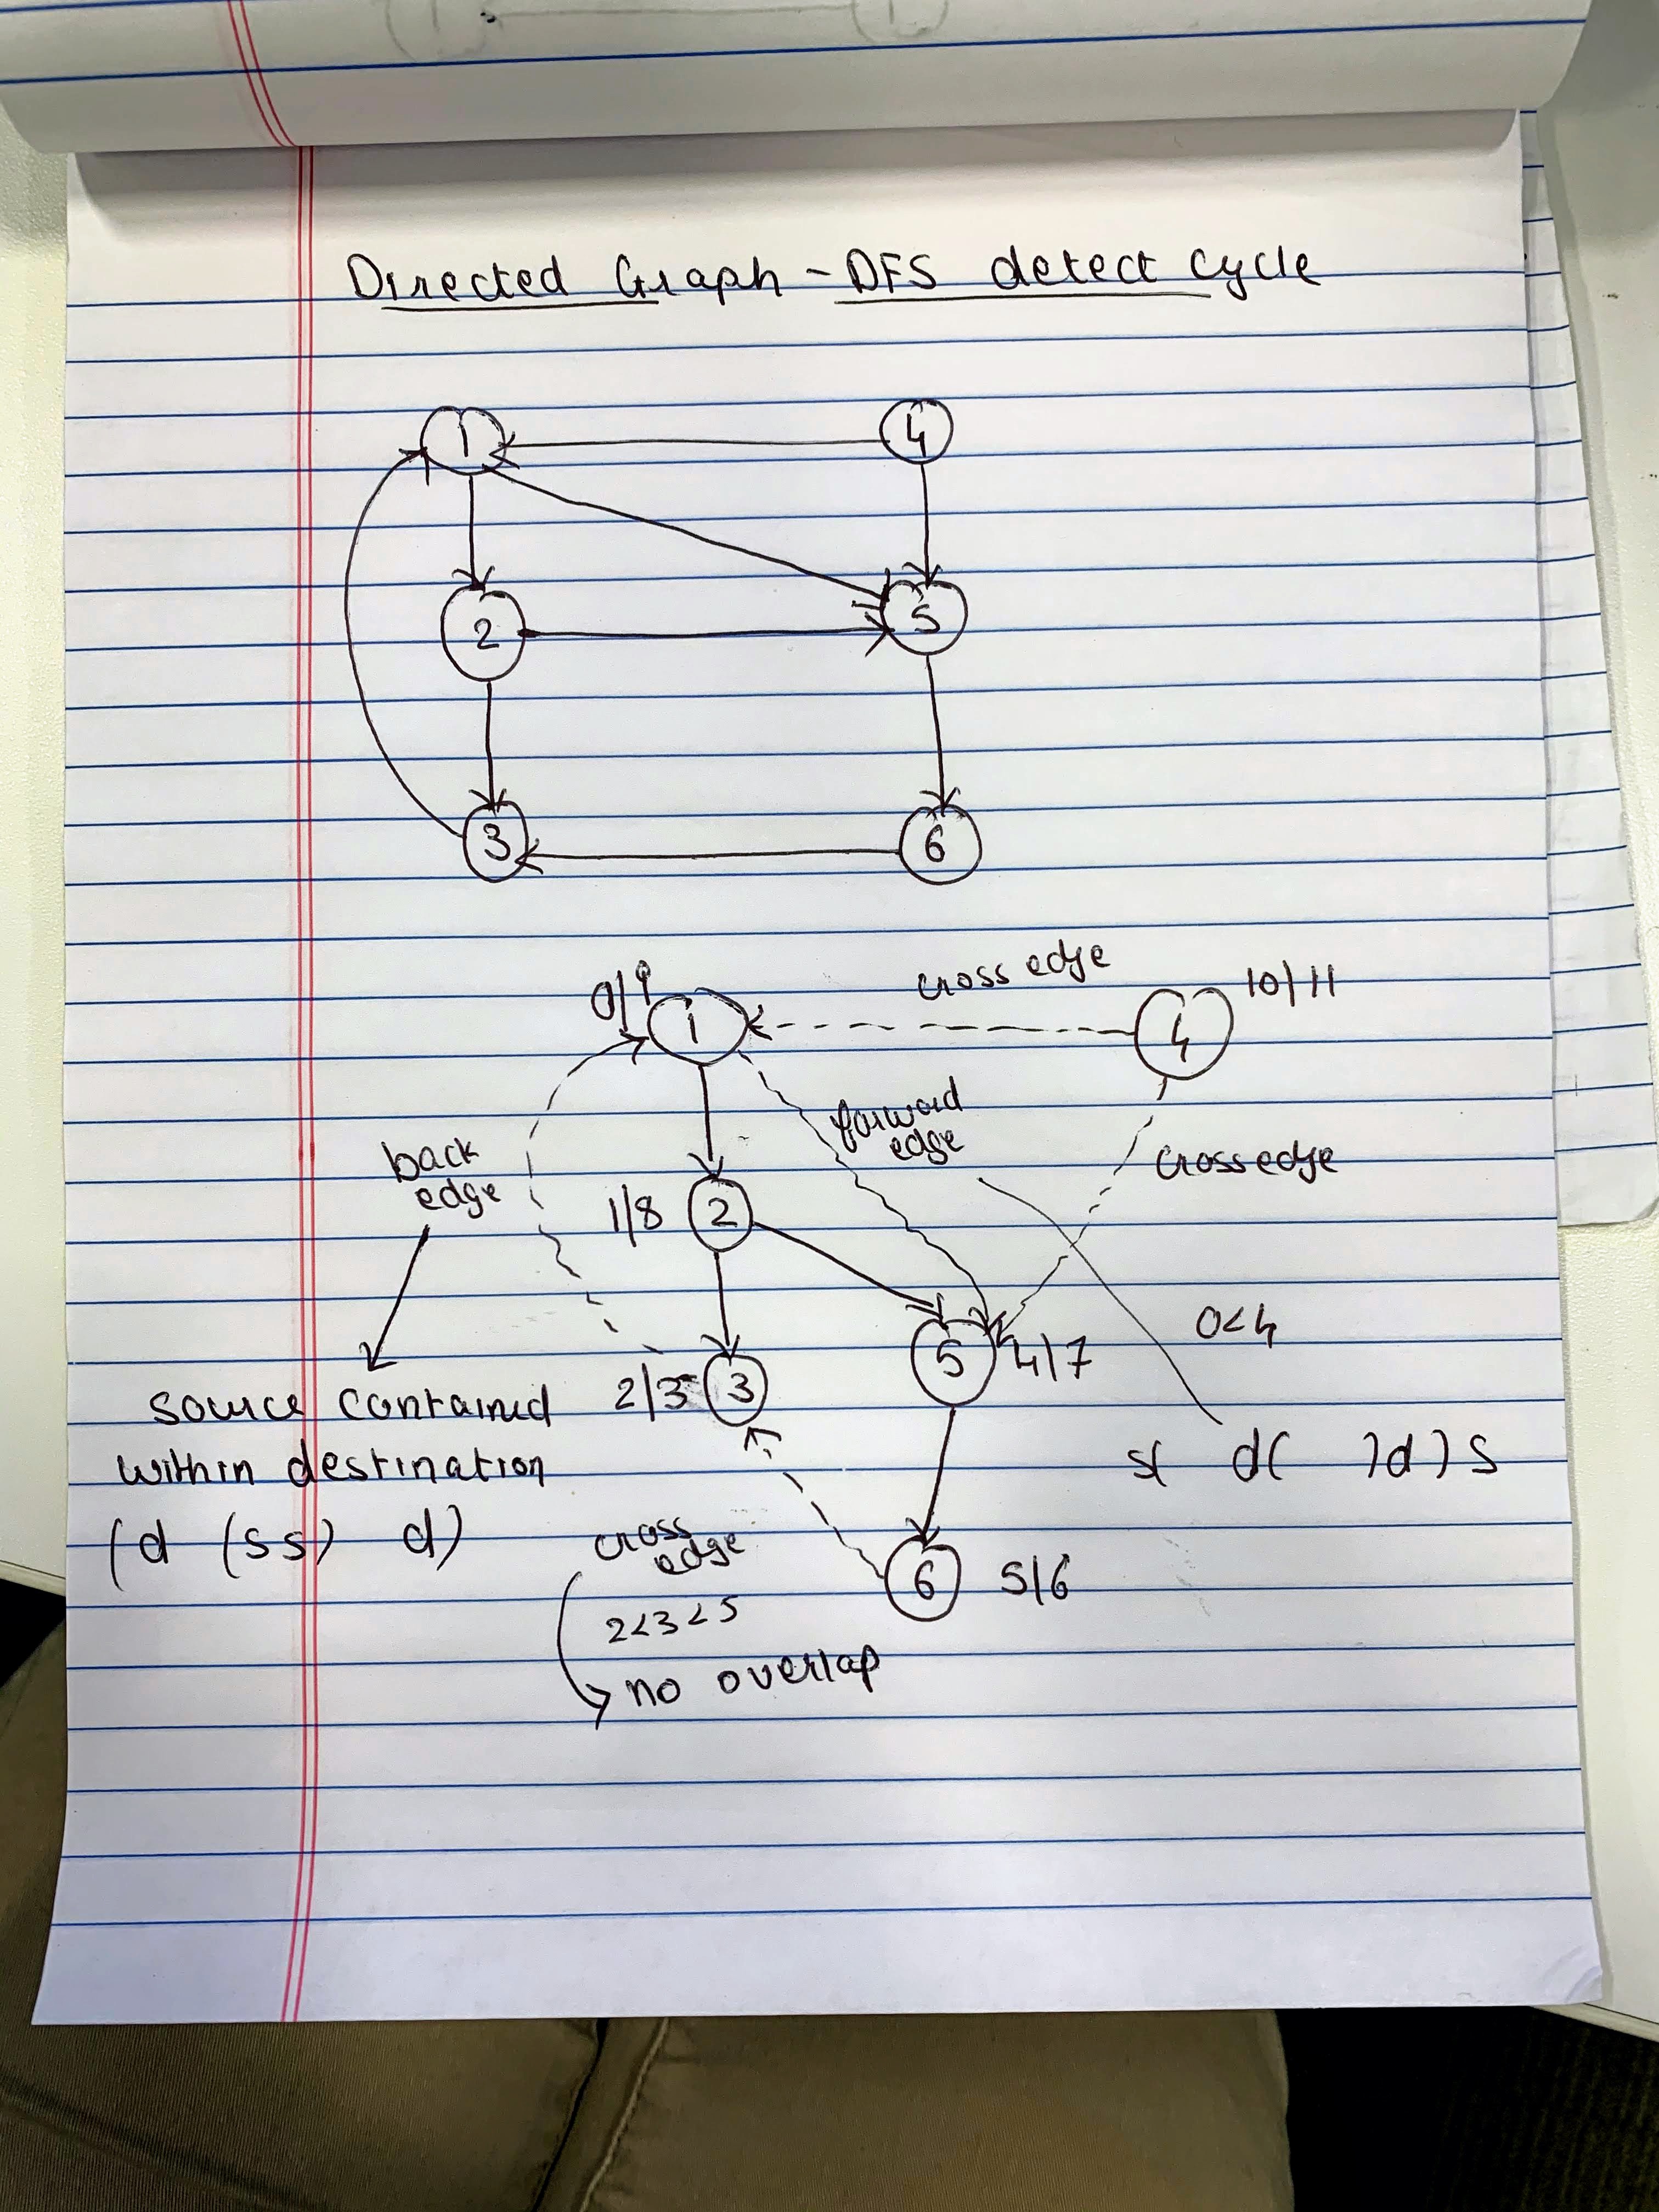 Directed Graph - DFS detect cycle
1 4
2 5
3 6
cross edge
0/9 1 4 10/11
forward
edge
back
edge
cross edge
1/8 2
0<4
5 4/7
source contained 2/3 3
within destination s( d( )d)s
(d (s s) d)
cross
edge
6 5/6
2<3<5
no overlap